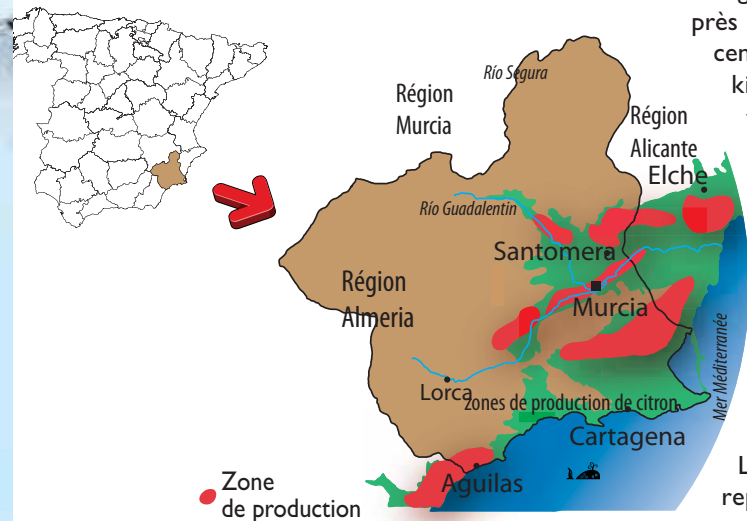 près
cen
ki
Río Segura
Région
Murcia
Région
Alicante
Elche
Río Guadalentín
Santomera
Région
Almeria
Murcia
Mer Méditerranée
Lorca
zones de production de citron
Cartagena
Aguilas
Zone
de production
L
rep